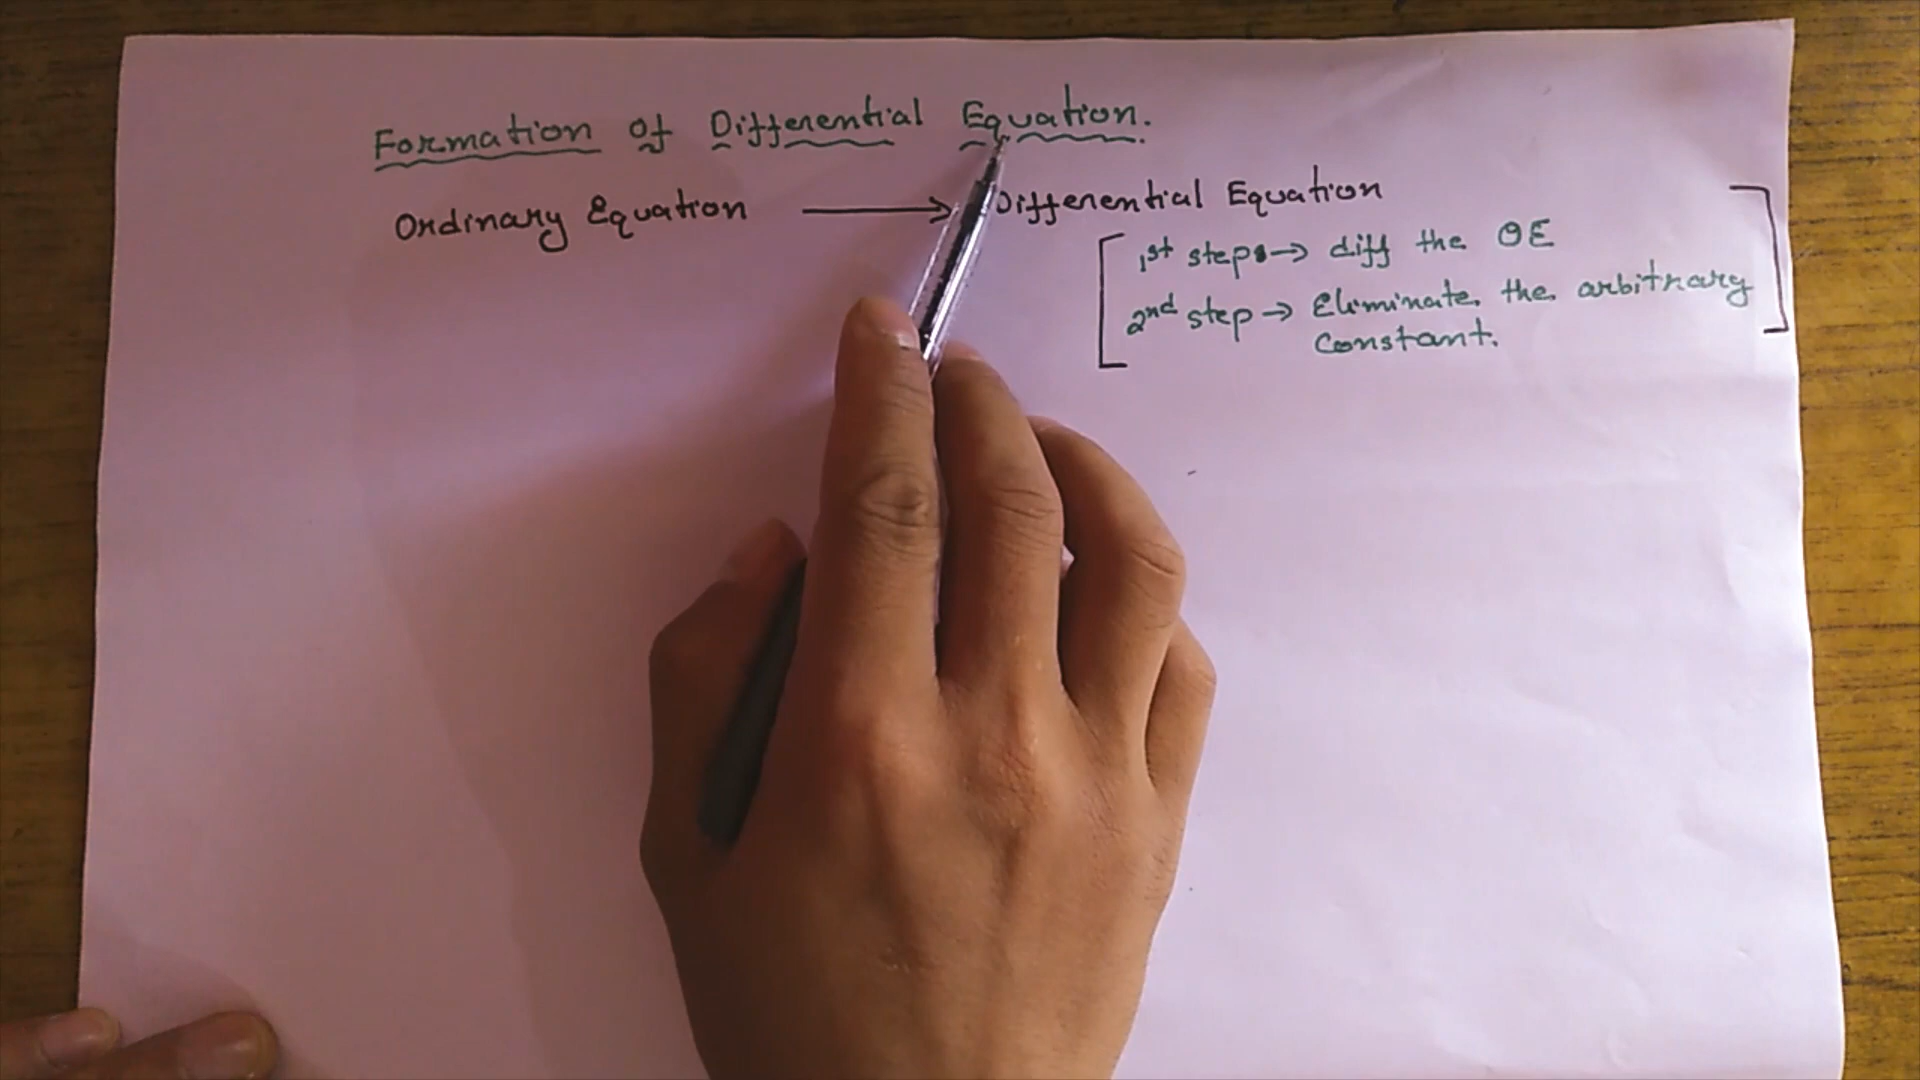 Formation of Differential Equation.
Ordinary Equation → Differential Equation
1st steps → diff the OE
2nd step → Eliminate the arbitrary
Constant.